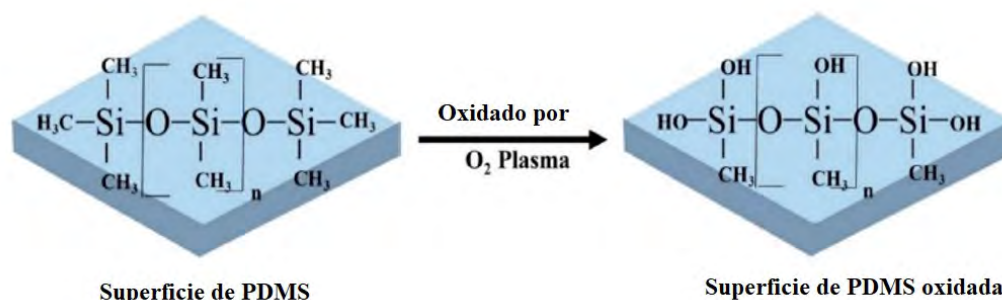 CH₃ CH₃ CH₃
H₃C—Si—O—Si—O—Si—CH₃
CH₃ CH₃ n CH₃
Superficie de PDMS
Oxidado por
O₂ Plasma
OH OH OH
HO—Si—O—Si—O—Si—OH
CH₃ CH₃ n CH₃
Superficie de PDMS oxidada